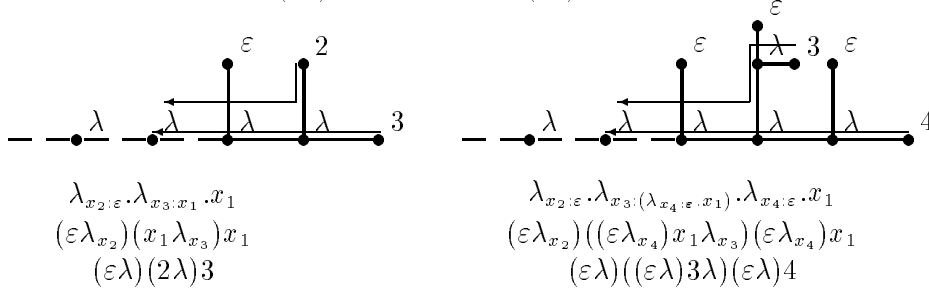 ε
ε 2 ε λ 3 ε
λ λ λ λ 3 λ λ λ λ λ 4
λ_{x_2:ε}.λ_{x_3:x_1}.x_1 λ_{x_2:ε}.λ_{x_3:(λ_{x_4:ε}.x_1)}.λ_{x_4:ε}.x_1
(ελ_{x_2})(x_1λ_{x_3})x_1 (ελ_{x_2})((ελ_{x_4})x_1λ_{x_3})(ελ_{x_4})x_1
(ελ)(2λ)3 (ελ)((ελ)3λ)(ελ)4